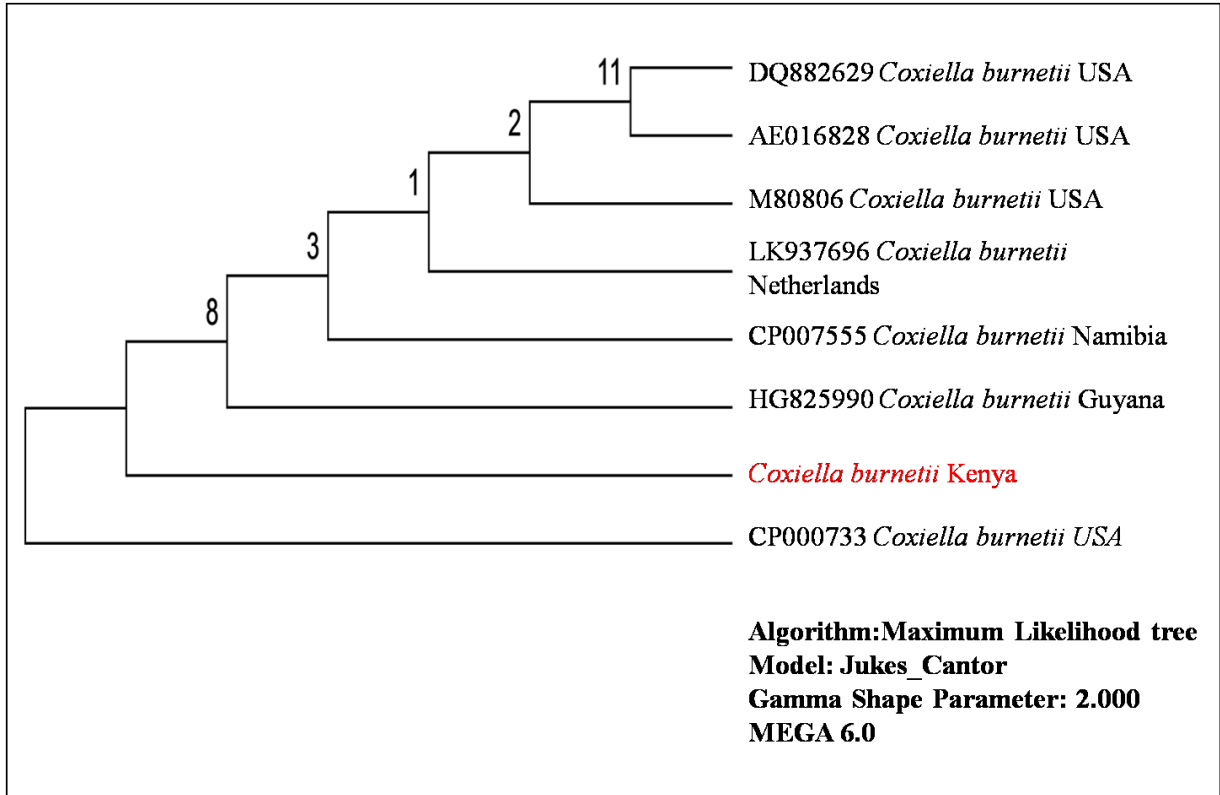 11
DQ882629 Coxiella burnetii USA
2
AE016828 Coxiella burnetii USA
1
M80806 Coxiella burnetii USA
3
LK937696 Coxiella burnetii
Netherlands
8
CP007555 Coxiella burnetii Namibia
HG825990 Coxiella burnetii Guyana
Coxiella burnetii Kenya
CP000733 Coxiella burnetii USA
Algorithm:Maximum Likelihood tree
Model: Jukes_Cantor
Gamma Shape Parameter: 2.000
MEGA 6.0